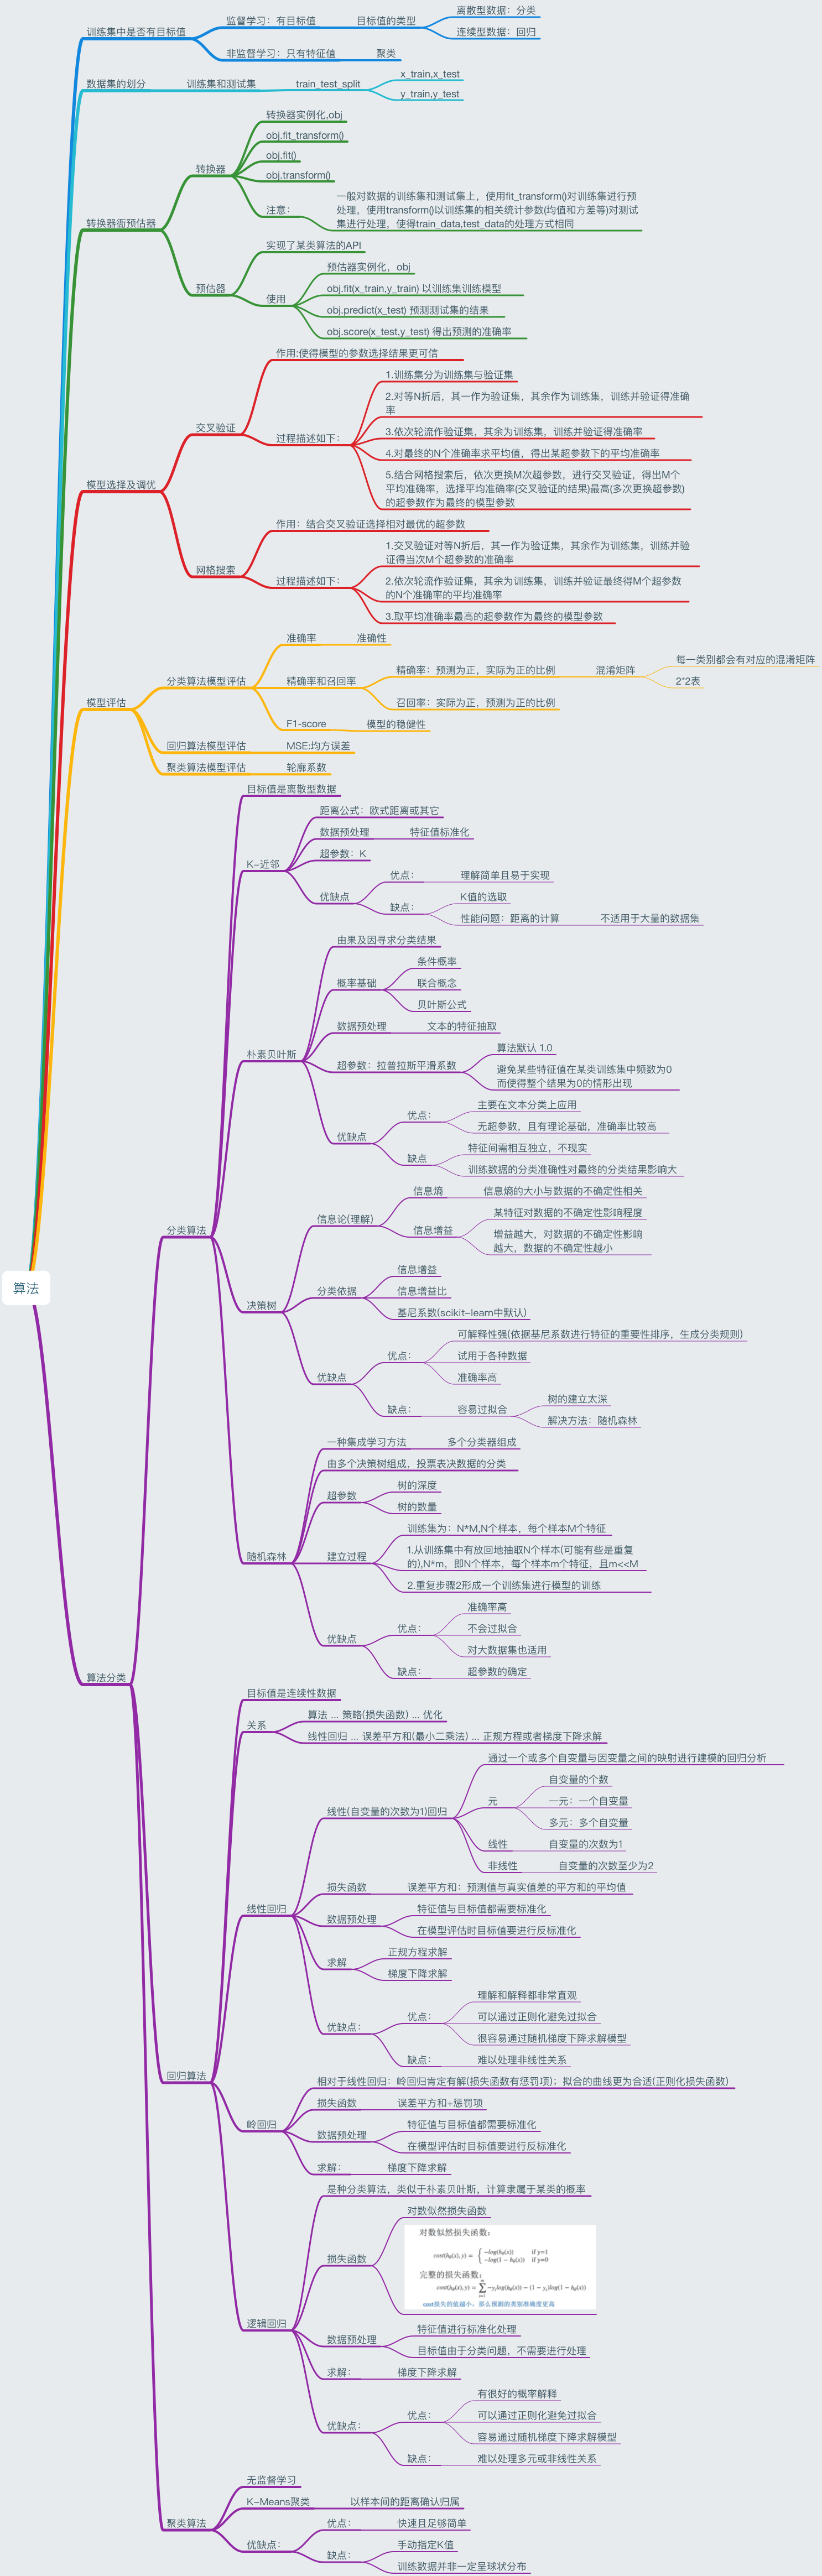 算法
训练集中是否有目标值
监督学习：有目标值
目标值的类型
离散型数据：分类
连续型数据：回归
非监督学习：只有特征值
聚类
数据集的划分
训练集和测试集
train_test_split
x_train,x_test
y_train,y_test
转换器衙预估器
转换器
转换器实例化,obj
obj.fit_transform()
obj.fit()
obj.transform()
注意：
一般对数据的训练集和测试集上，使用fit_transform()对训练集进行预
处理，使用transform()以训练集的相关统计参数(均值和方差等)对测试
集进行处理，使得train_data,test_data的处理方式相同
预估器
实现了某类算法的API
使用
预估器实例化，obj
obj.fit(x_train,y_train) 以训练集训练模型
obj.predict(x_test) 预测测试集的结果
obj.score(x_test,y_test) 得出预测的准确率
模型选择及调优
交叉验证
作用:使得模型的参数选择结果更可信
过程描述如下：
1.训练集分为训练集与验证集
2.对等N折后，其一作为验证集，其余作为训练集，训练并验证得准确
率
3.依次轮流作验证集，其余为训练集，训练并验证得准确率
4.对最终的N个准确率求平均值，得出某超参数下的平均准确率
5.结合网格搜索后，依次更换M次超参数，进行交叉验证，得出M个
平均准确率，选择平均准确率(交叉验证的结果)最高(多次更换超参数)
的超参数作为最终的模型参数
网格搜索
作用：结合交叉验证选择相对最优的超参数
过程描述如下：
1.交叉验证对等N折后，其一作为验证集，其余作为训练集，训练并验
证得当次M个超参数的准确率
2.依次轮流作验证集，其余为训练集，训练并验证最终得M个超参数
的N个准确率的平均准确率
3.取平均准确率最高的超参数作为最终的模型参数
模型评估
分类算法模型评估
准确率
准确性
精确率和召回率
精确率：预测为正，实际为正的比例
混淆矩阵
每一类别都会有对应的混淆矩阵
2*2表
召回率：实际为正，预测为正的比例
F1-score
模型的稳健性
回归算法模型评估
MSE:均方误差
聚类算法模型评估
轮廓系数
算法分类
分类算法
目标值是离散型数据
K-近邻
距离公式：欧式距离或其它
数据预处理
特征值标准化
超参数：K
优缺点
优点：
理解简单且易于实现
缺点：
K值的选取
性能问题：距离的计算
不适用于大量的数据集
朴素贝叶斯
由果及因寻求分类结果
概率基础
条件概率
联合概念
贝叶斯公式
数据预处理
文本的特征抽取
超参数：拉普拉斯平滑系数
算法默认 1.0
避免某些特征值在某类训练集中频数为0
而使得整个结果为0的情形出现
优缺点
优点：
主要在文本分类上应用
无超参数，且有理论基础，准确率比较高
缺点
特征间需相互独立，不现实
训练数据的分类准确性对最终的分类结果影响大
决策树
信息论(理解)
信息熵
信息熵的大小与数据的不确定性相关
信息增益
某特征对数据的不确定性影响程度
增益越大，对数据的不确定性影响
越大，数据的不确定性越小
分类依据
信息增益
信息增益比
基尼系数(scikit-learn中默认)
优缺点
优点：
可解释性强(依据基尼系数进行特征的重要性排序，生成分类规则)
试用于各种数据
准确率高
缺点：
容易过拟合
树的建立太深
解决方法：随机森林
随机森林
一种集成学习方法
多个分类器组成
由多个决策树组成，投票表决数据的分类
超参数
树的深度
树的数量
建立过程
训练集为：N*M,N个样本，每个样本M个特征
1.从训练集中有放回地抽取N个样本(可能有些是重复
的),N*m，即N个样本，每个样本m个特征，且m<<M
2.重复步骤2形成一个训练集进行模型的训练
优缺点
优点：
准确率高
不会过拟合
对大数据集也适用
缺点：
超参数的确定
回归算法
目标值是连续性数据
关系
算法 ... 策略(损失函数) ... 优化
线性回归 ... 误差平方和(最小二乘法) ... 正规方程或者梯度下降求解
线性回归
线性(自变量的次数为1)回归
通过一个或多个自变量与因变量之间的映射进行建模的回归分析
元
自变量的个数
一元：一个自变量
多元：多个自变量
线性
自变量的次数为1
非线性
自变量的次数至少为2
损失函数
误差平方和：预测值与真实值差的平方和的平均值
数据预处理
特征值与目标值都需要标准化
在模型评估时目标值要进行反标准化
求解
正规方程求解
梯度下降求解
优缺点：
优点：
理解和解释都非常直观
可以通过正则化避免过拟合
很容易通过随机梯度下降求解模型
缺点：
难以处理非线性关系
岭回归
相对于线性回归：岭回归肯定有解(损失函数有惩罚项)；拟合的曲线更为合适(正则化损失函数)
损失函数
误差平方和+惩罚项
数据预处理
特征值与目标值都需要标准化
在模型评估时目标值要进行反标准化
求解：
梯度下降求解
逻辑回归
是种分类算法，类似于朴素贝叶斯，计算隶属于某类的概率
损失函数
对数似然损失函数
对数似然损失函数：
cost(hθ(x), y) = { −log(hθ(x)) if y=1
−log(1 − hθ(x)) if y=0
完整的损失函数：
cost(hθ(x), y) = ∑ᵢ₌₁ᵐ −yᵢlog(hθ(x)) − (1 − yᵢ)log(1 − hθ(x))
cost损失的值越小，那么预测的类别准确度更高
数据预处理
特征值进行标准化处理
目标值由于分类问题，不需要进行处理
求解：
梯度下降求解
优缺点：
优点：
有很好的概率解释
可以通过正则化避免过拟合
容易通过随机梯度下降求解模型
缺点：
难以处理多元或非线性关系
聚类算法
无监督学习
K-Means聚类
以样本间的距离确认归属
优缺点：
优点：
快速且足够简单
缺点：
手动指定K值
训练数据并非一定呈球状分布